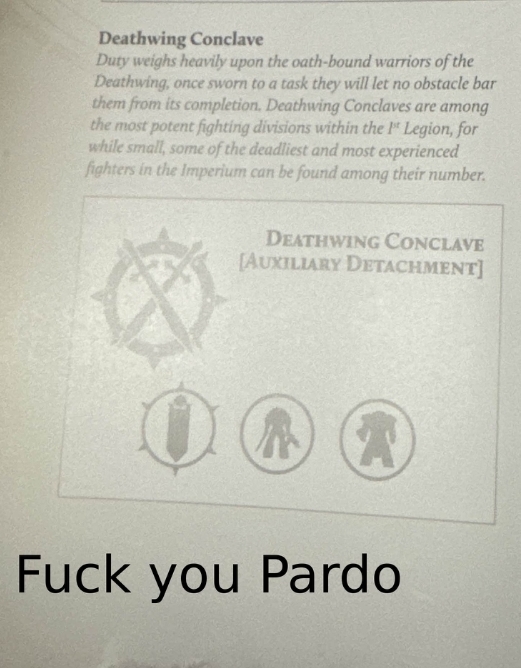 Deathwing Conclave
Duty weighs heavily upon the oath-bound warriors of the
Deathwing, once sworn to a task they will let no obstacle bar
them from its completion. Deathwing Conclaves are among
the most potent fighting divisions within the Iˢᵗ Legion, for
while small, some of the deadliest and most experienced
fighters in the Imperium can be found among their number.
DEATHWING CONCLAVE
[AUXILIARY DETACHMENT]
Fuck you Pardo